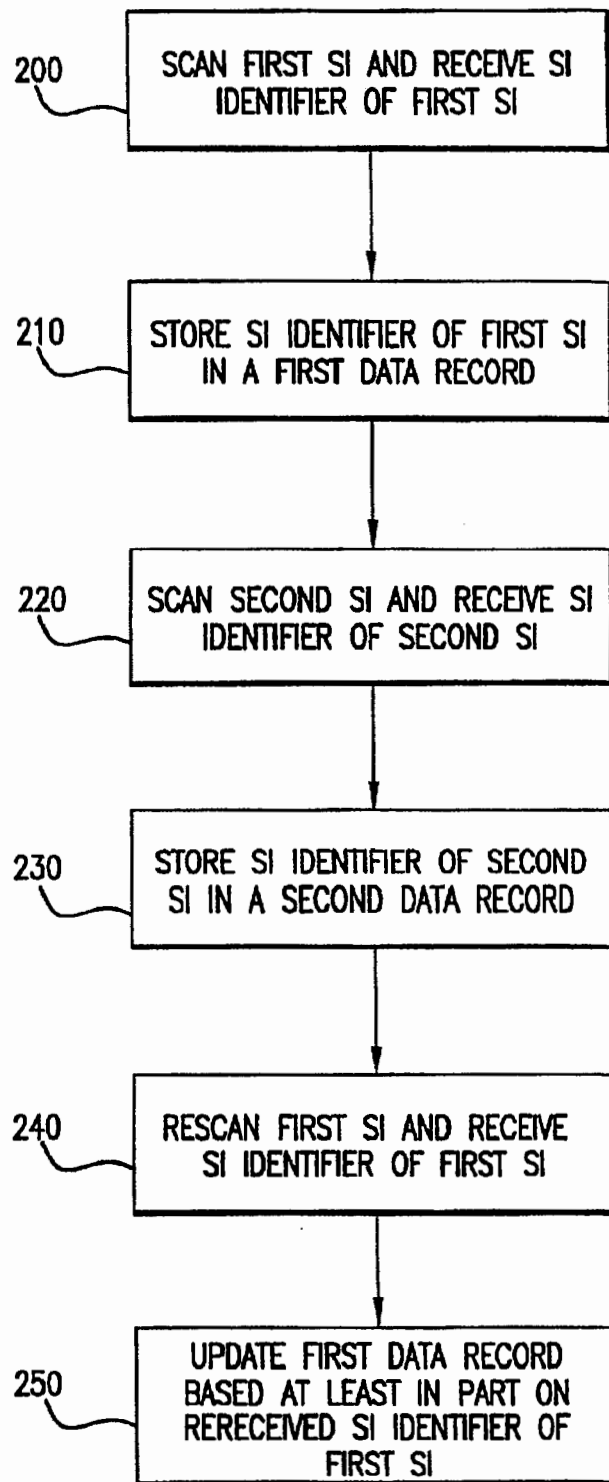 200
SCAN FIRST SI AND RECEIVE SI
IDENTIFIER OF FIRST SI
210
STORE SI IDENTIFIER OF FIRST SI
IN A FIRST DATA RECORD
220
SCAN SECOND SI AND RECEIVE SI
IDENTIFIER OF SECOND SI
230
STORE SI IDENTIFIER OF SECOND
SI IN A SECOND DATA RECORD
240
RESCAN FIRST SI AND RECEIVE
SI IDENTIFIER OF FIRST SI
250
UPDATE FIRST DATA RECORD
BASED AT LEAST IN PART ON
RERECEIVED SI IDENTIFIER OF
FIRST SI